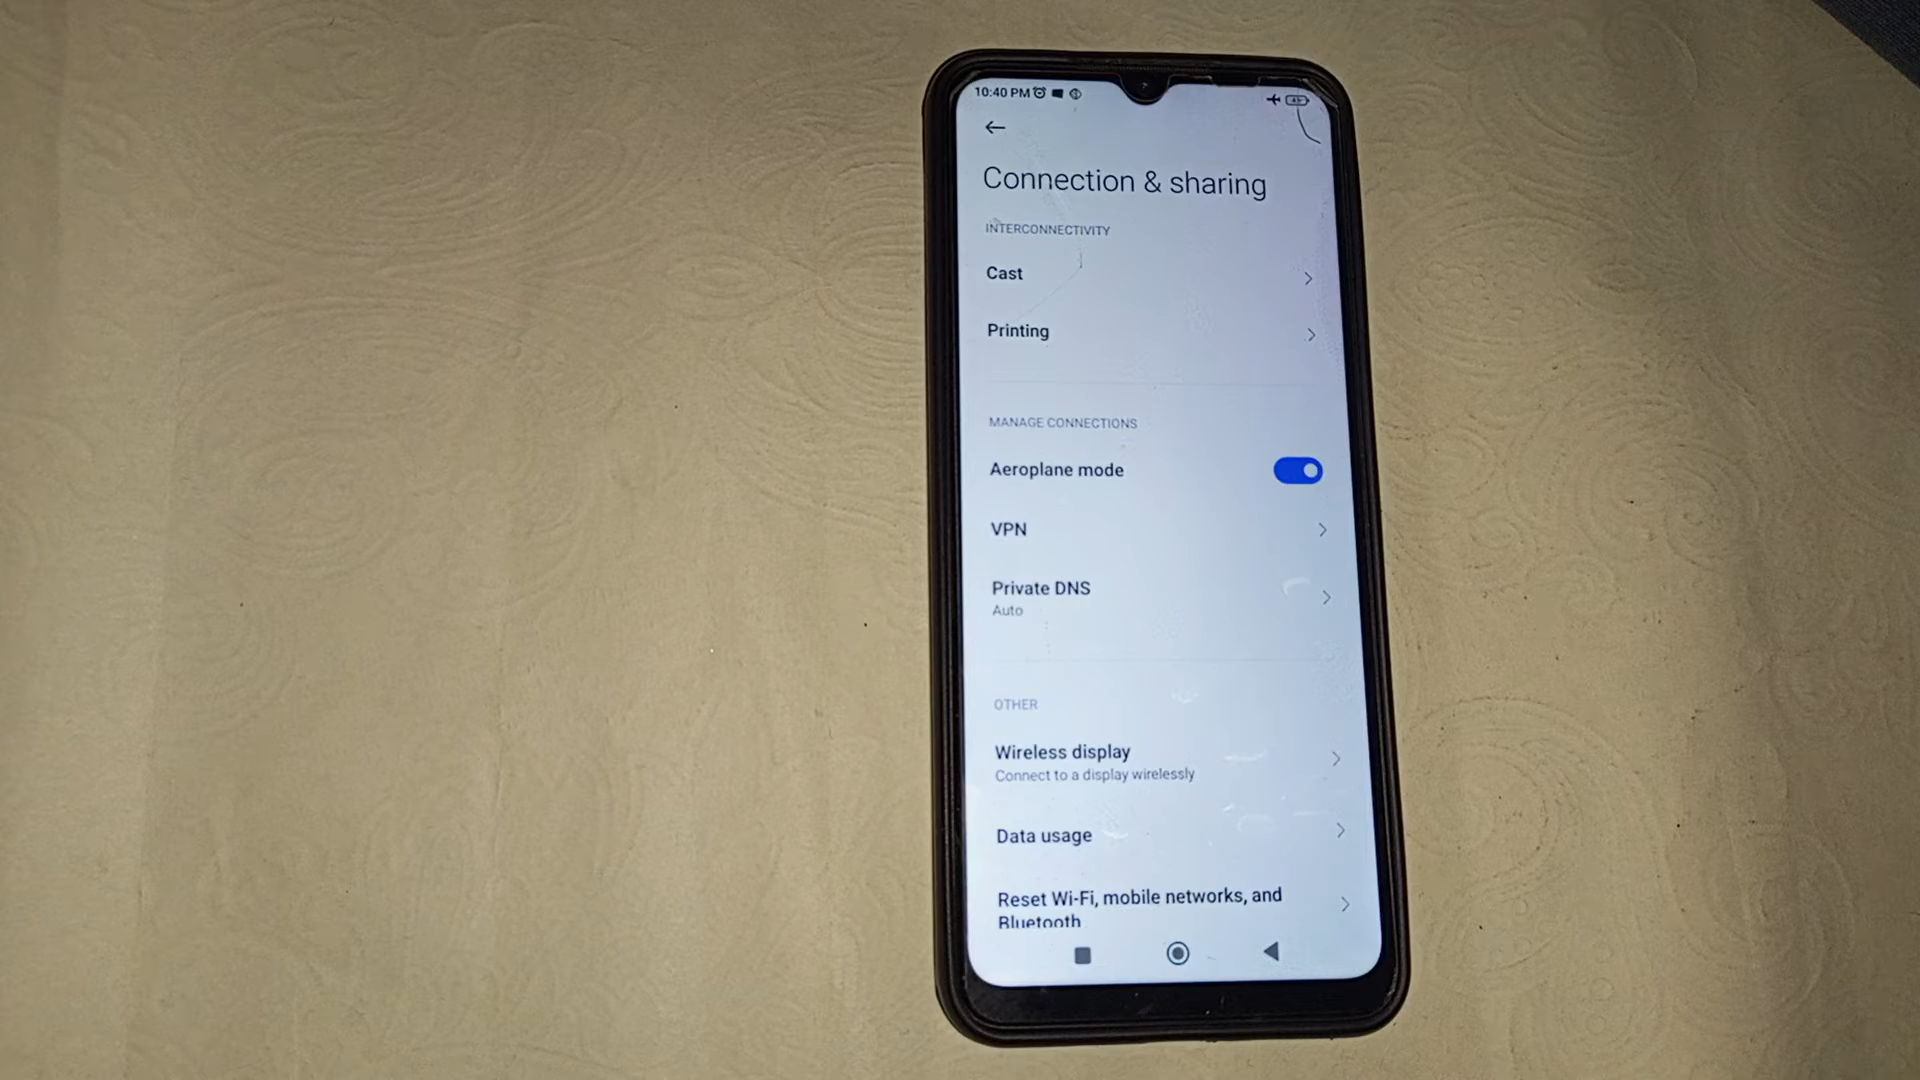 10:40 PM
Connection & sharing
INTERCONNECTIVITY
Cast
Printing
MANAGE CONNECTIONS
Aeroplane mode
VPN
Private DNS
Auto
OTHER
Wireless display
Connect to a display wirelessly
Data usage
Reset Wi-Fi, mobile networks, and
Bluetooth